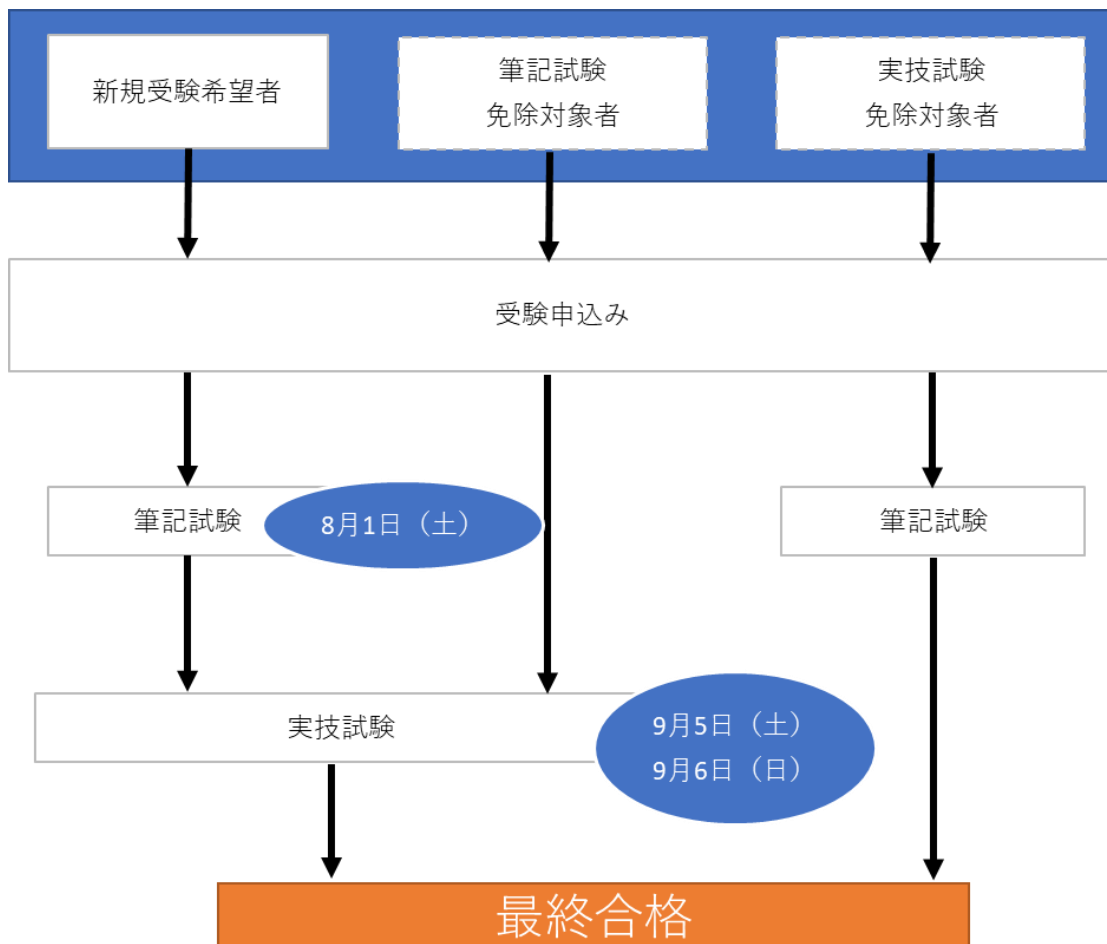 新規受験希望者
筆記試験
免除対象者
実技試験
免除対象者
受験申込み
筆記試験
8月1日（土）
筆記試験
実技試験
9月5日（土）
9月6日（日）
最終合格